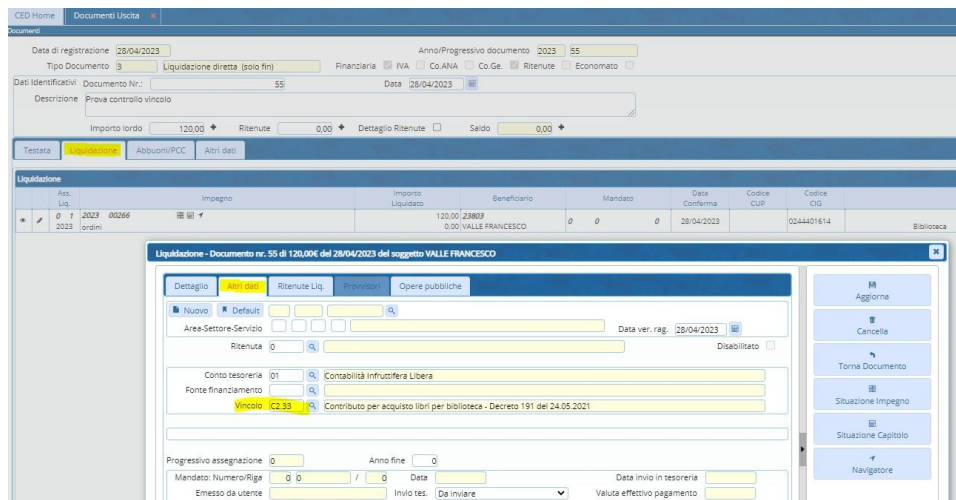 CED Home Documenti Uscita ×
Documenti
Data di registrazione 28/04/2023 Anno/Progressivo documento 2023 55
Tipo Documento 3 Liquidazione diretta (solo fin) Finanziaria IVA Co.ANA Co.Ge. Ritenute Economato
Dati Identificativi Documento Nr.: 55 Data 28/04/2023
Descrizione Prova controllo vincolo
Importo lordo 120,00 Ritenute 0,00 Dettaglio Ritenute Saldo 0,00
Testata Liquidazione Abbuoni/PCC Altri dati
Liquidazione
Ass. Liq. Impegno Importo Liquidato Beneficiario Mandato Data Conferma Codice CUP Codice CIG
0 1 2023 00266 120,00 23803 0 0 0 28/04/2023 0244401614
2023 ordini 0,00 VALLE FRANCESCO Biblioteca
Liquidazione - Documento nr. 55 di 120,00€ del 28/04/2023 del soggetto VALLE FRANCESCO
Dettaglio Altri dati Ritenute Liq. Provvisori Opere pubbliche
Nuovo Default
Area-Settore-Servizio Data ver. rag. 28/04/2023
Ritenuta 0 Disabilitato
Conto tesoreria 01 Contabilità Infruttifera Libera
Fonte finanziamento
Vincolo C2.33 Contributo per acquisto libri per biblioteca - Decreto 191 del 24.05.2021
Progressivo assegnazione 0 Anno fine 0
Mandato: Numero/Riga 0 0 / 0 Data Data invio in tesoreria
Emesso da utente Invio tes. Da inviare Valuta effettivo pagamento
Aggiorna
Cancella
Torna Documento
Situazione Impegno
Situazione Capitolo
Navigatore